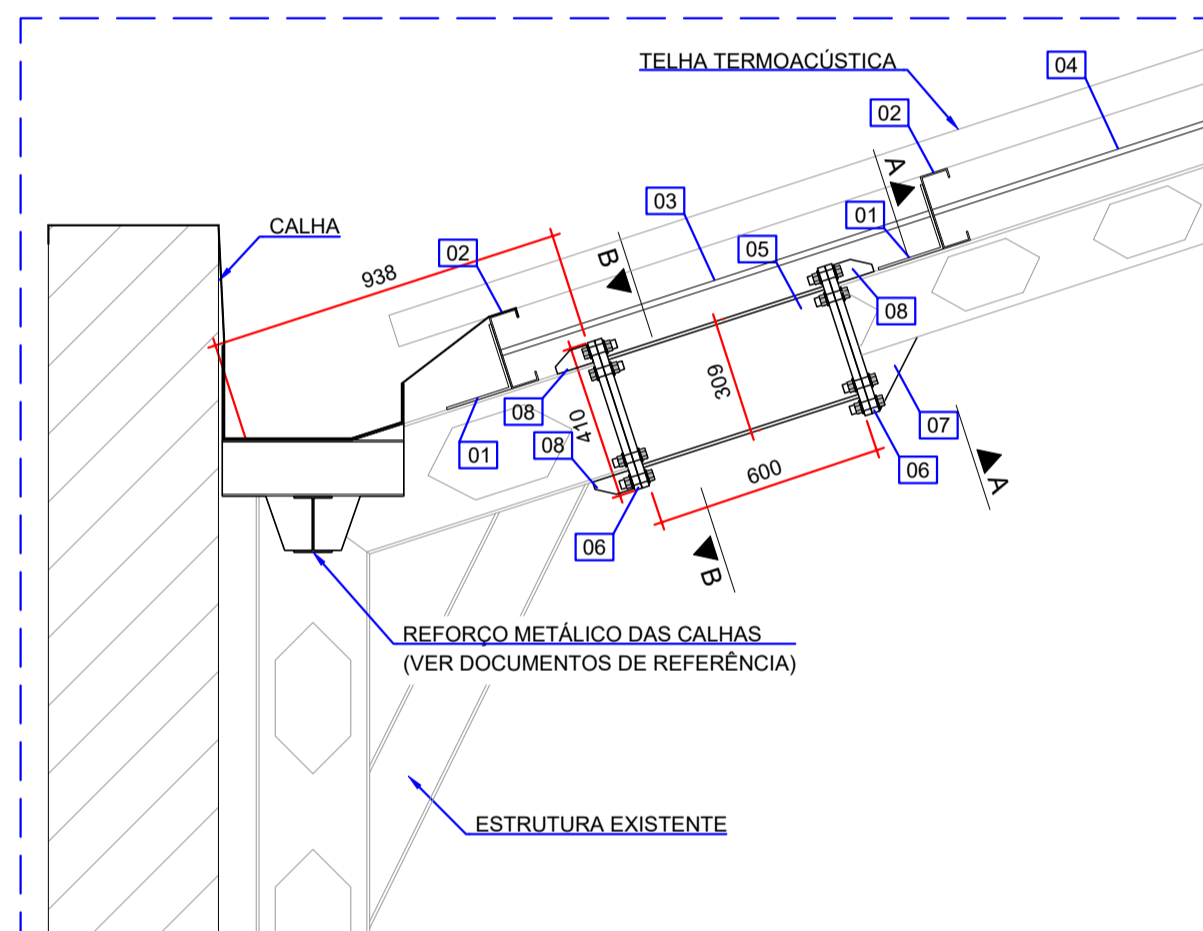 TELHA TERMOACÚSTICA
04
02
A
CALHA
03
01
02
05
B
938
08
309
08
410
07
08
01
600
06
A
06
B
REFORÇO METÁLICO DAS CALHAS
(VER DOCUMENTOS DE REFERÊNCIA)
ESTRUTURA EXISTENTE